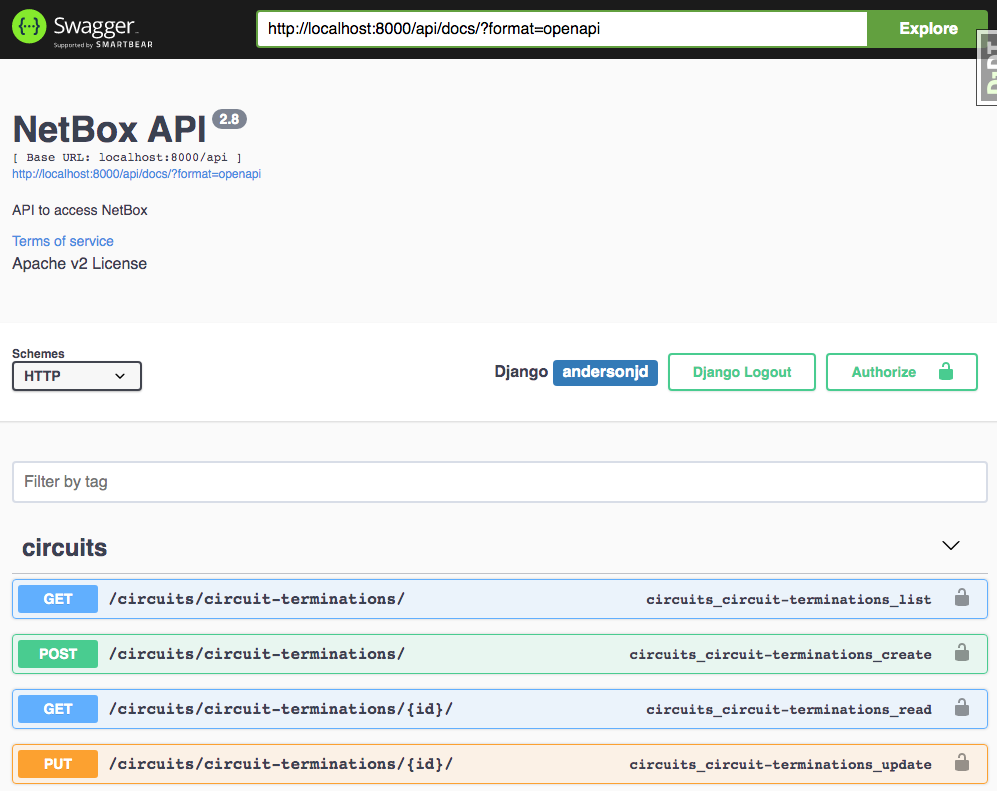 Swagger
Supported by SMARTBEAR
http://localhost:8000/api/docs/?format=openapi
Explore
DjDT
NetBox API 2.8
[ Base URL: localhost:8000/api ]
http://localhost:8000/api/docs/?format=openapi
API to access NetBox
Terms of service
Apache v2 License
Schemes
HTTP
Django andersonjd
Django Logout
Authorize
Filter by tag
circuits
GET /circuits/circuit-terminations/ circuits_circuit-terminations_list
POST /circuits/circuit-terminations/ circuits_circuit-terminations_create
GET /circuits/circuit-terminations/{id}/ circuits_circuit-terminations_read
PUT /circuits/circuit-terminations/{id}/ circuits_circuit-terminations_update